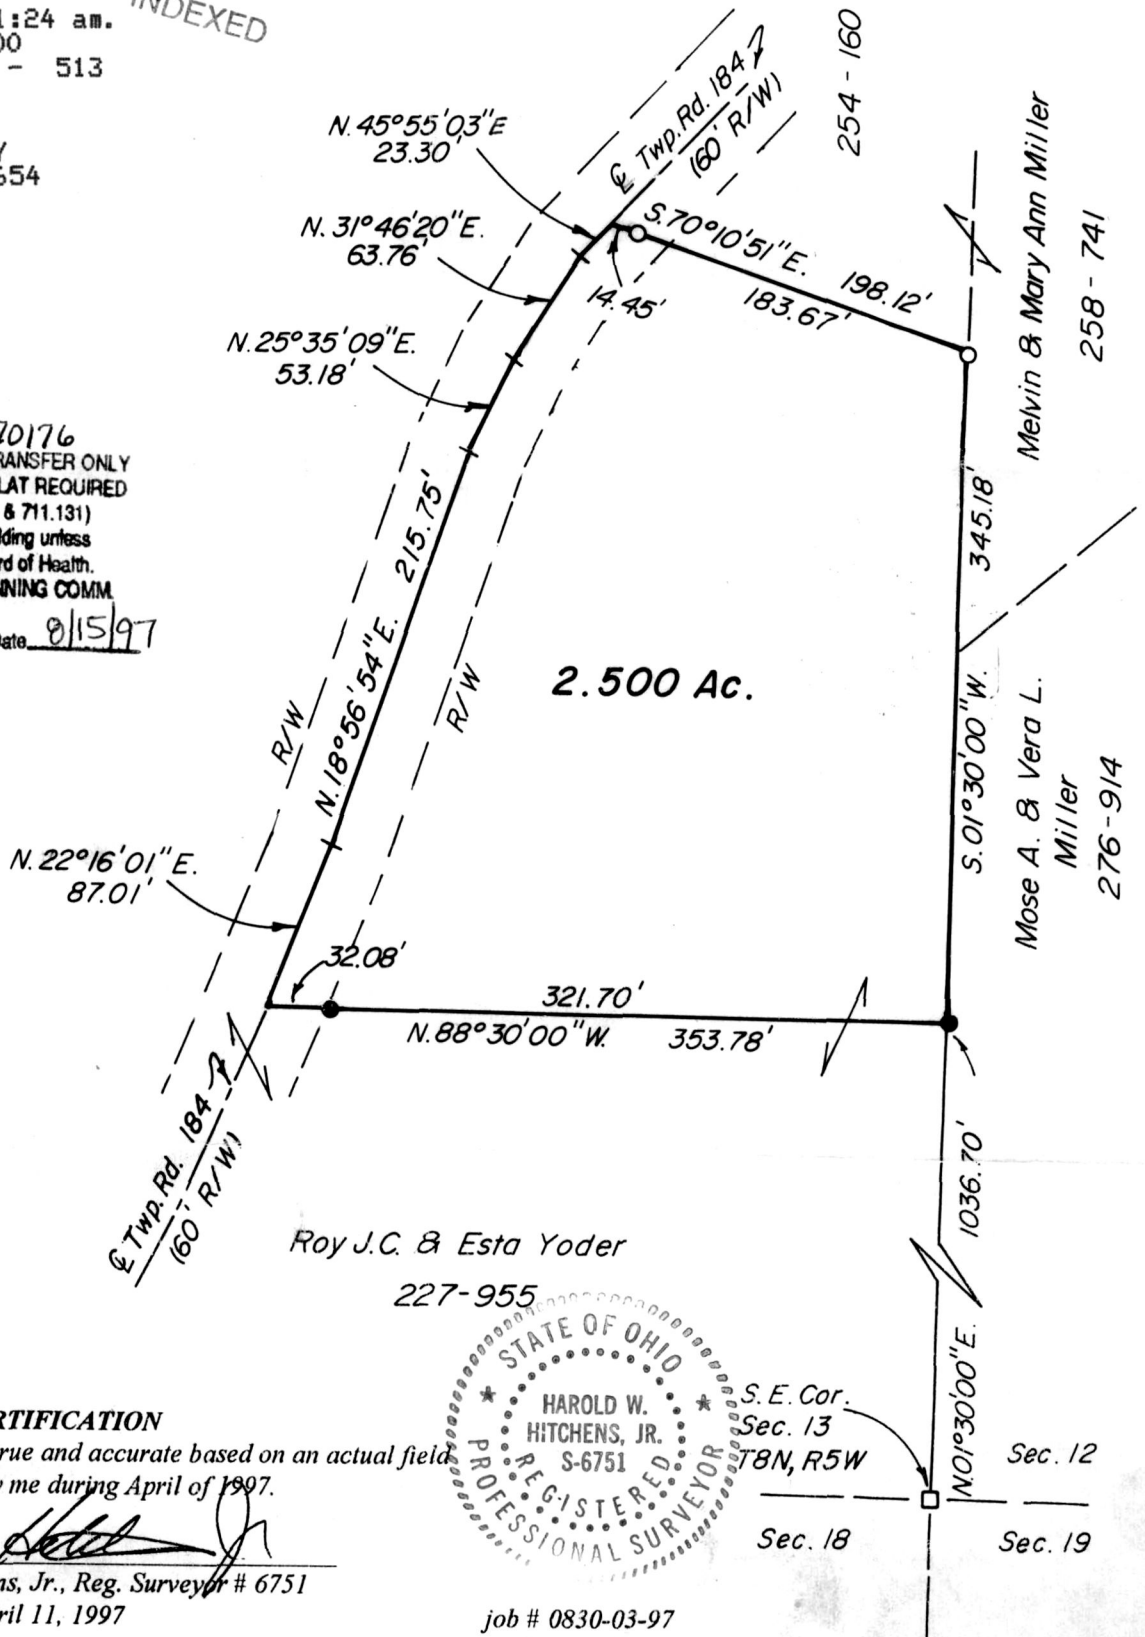 1:24 am.
00
- 513
INDEXED
Y
654
254-160
℄ Twp. Rd. 184
(60' R/W)
N. 45°55'03"E
23.30'
N. 31°46'20"E.
63.76'
N. 25°35'09"E.
53.18'
S. 70°10'51"E. 198.12'
183.67'
14.45'
Melvin & Mary Ann Miller
258-741
70176
RANSFER ONLY
LAT REQUIRED
& 711.131)
lding unless
rd of Health.
NNING COMM.
ate 8/15/97
N. 18°56'54"E. 215.75'
R/W
R/W
2.500 Ac.
345.18'
S. 01°30'00"W.
Mose A. & Vera L.
Miller
276-914
N. 22°16'01"E.
87.01'
32.08'
321.70'
N. 88°30'00"W. 353.78'
℄ Twp. Rd. 184
(60' R/W)
1036.70'
N.01°30'00"E.
Roy J.C. & Esta Yoder
227-955
STATE OF OHIO
HAROLD W.
HITCHENS, JR.
S-6751
REGISTERED
PROFESSIONAL SURVEYOR
S.E. Cor.
Sec. 13
T8N, R5W
Sec. 12
Sec. 18
Sec. 19
RTIFICATION
rue and accurate based on an actual field
y me during April of 1997.
ns, Jr., Reg. Surveyor # 6751
ril 11, 1997
job # 0830-03-97